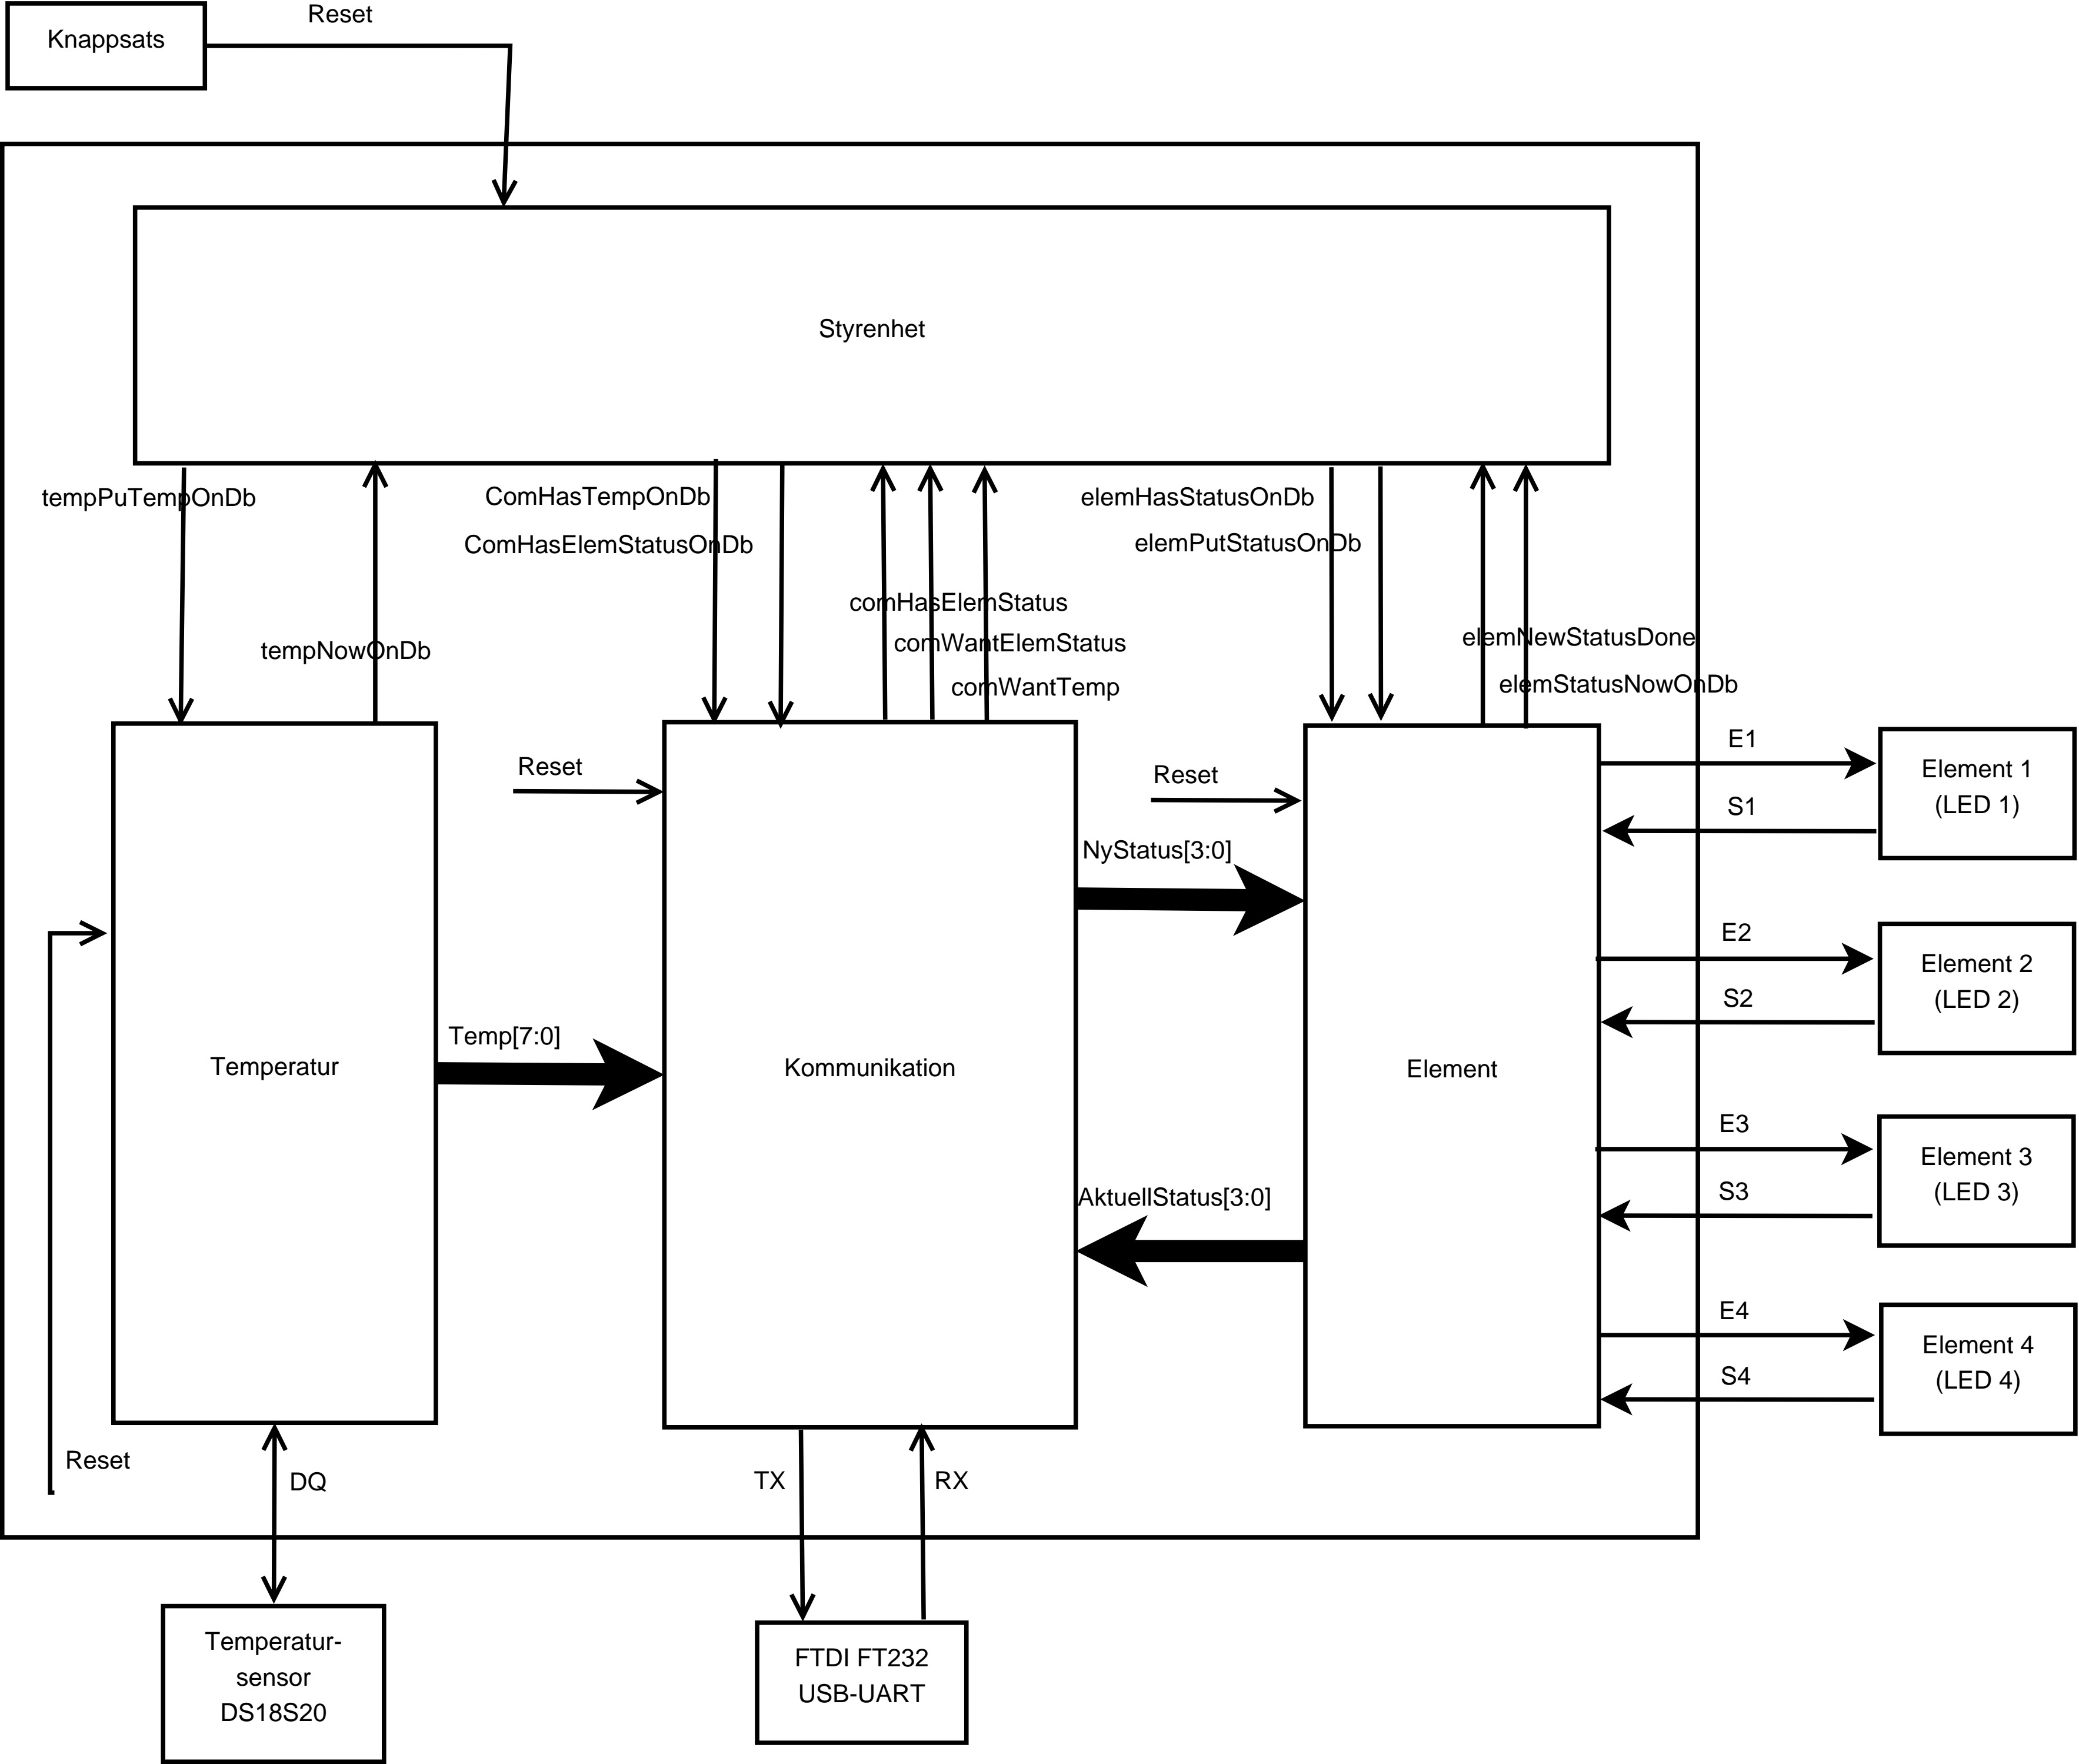 Reset
Knappsats
Styrenhet
tempPuTempOnDb
ComHasTempOnDb
elemHasStatusOnDb
ComHasElemStatusOnDb
elemPutStatusOnDb
comHasElemStatus
tempNowOnDb
comWantElemStatus
elemNewStatusDone
comWantTemp
elemStatusNowOnDb
Reset
Reset
E1
Element 1
(LED 1)
S1
NyStatus[3:0]
E2
Element 2
(LED 2)
S2
Temp[7:0]
Temperatur
Kommunikation
Element
E3
Element 3
(LED 3)
S3
AktuellStatus[3:0]
E4
Element 4
(LED 4)
S4
Reset
DQ
TX
RX
Temperatur-
sensor
DS18S20
FTDI FT232
USB-UART